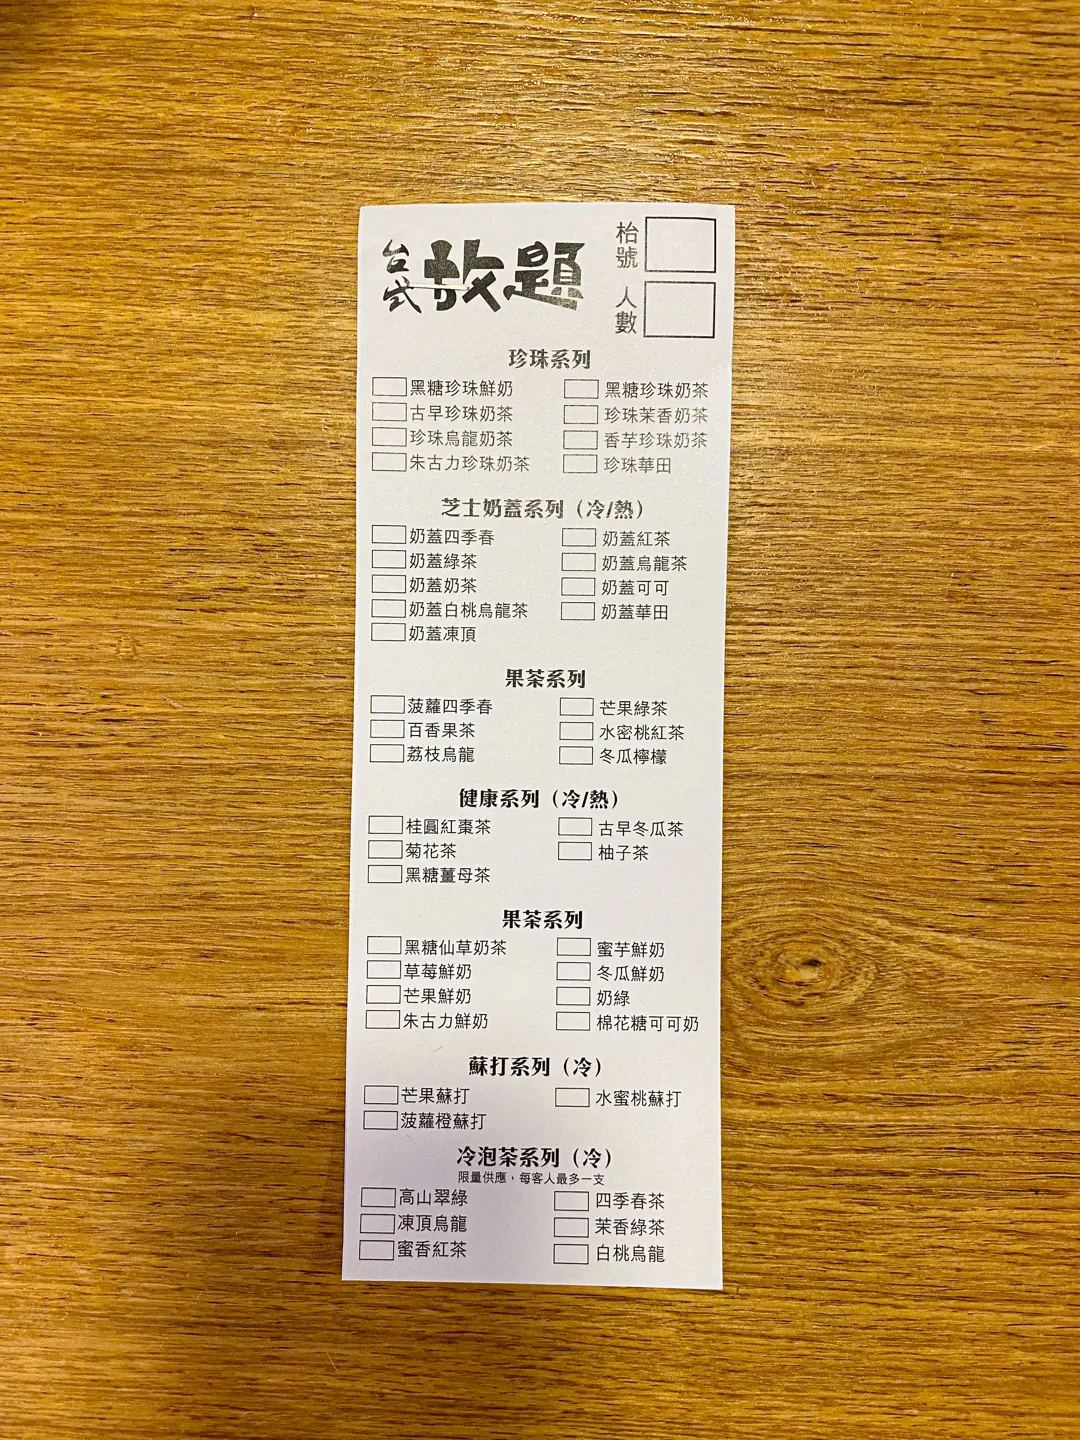 台式放題
枱號
人數
珍珠系列
黑糖珍珠鮮奶 黑糖珍珠奶茶
古早珍珠奶茶 珍珠茉香奶茶
珍珠烏龍奶茶 香芋珍珠奶茶
朱古力珍珠奶茶 珍珠華田
芝士奶蓋系列（冷/熱）
奶蓋四季春 奶蓋紅茶
奶蓋綠茶 奶蓋烏龍茶
奶蓋奶茶 奶蓋可可
奶蓋白桃烏龍茶 奶蓋華田
奶蓋凍頂
果茶系列
菠蘿四季春 芒果綠茶
百香果茶 水密桃紅茶
荔枝烏龍 冬瓜檸檬
健康系列（冷/熱）
桂圓紅棗茶 古早冬瓜茶
菊花茶 柚子茶
黑糖薑母茶
果茶系列
黑糖仙草奶茶 蜜芋鮮奶
草莓鮮奶 冬瓜鮮奶
芒果鮮奶 奶綠
朱古力鮮奶 棉花糖可可奶
蘇打系列（冷）
芒果蘇打 水蜜桃蘇打
菠蘿橙蘇打
冷泡茶系列（冷）
限量供應，每客人最多一支
高山翠綠 四季春茶
凍頂烏龍 茉香綠茶
蜜香紅茶 白桃烏龍